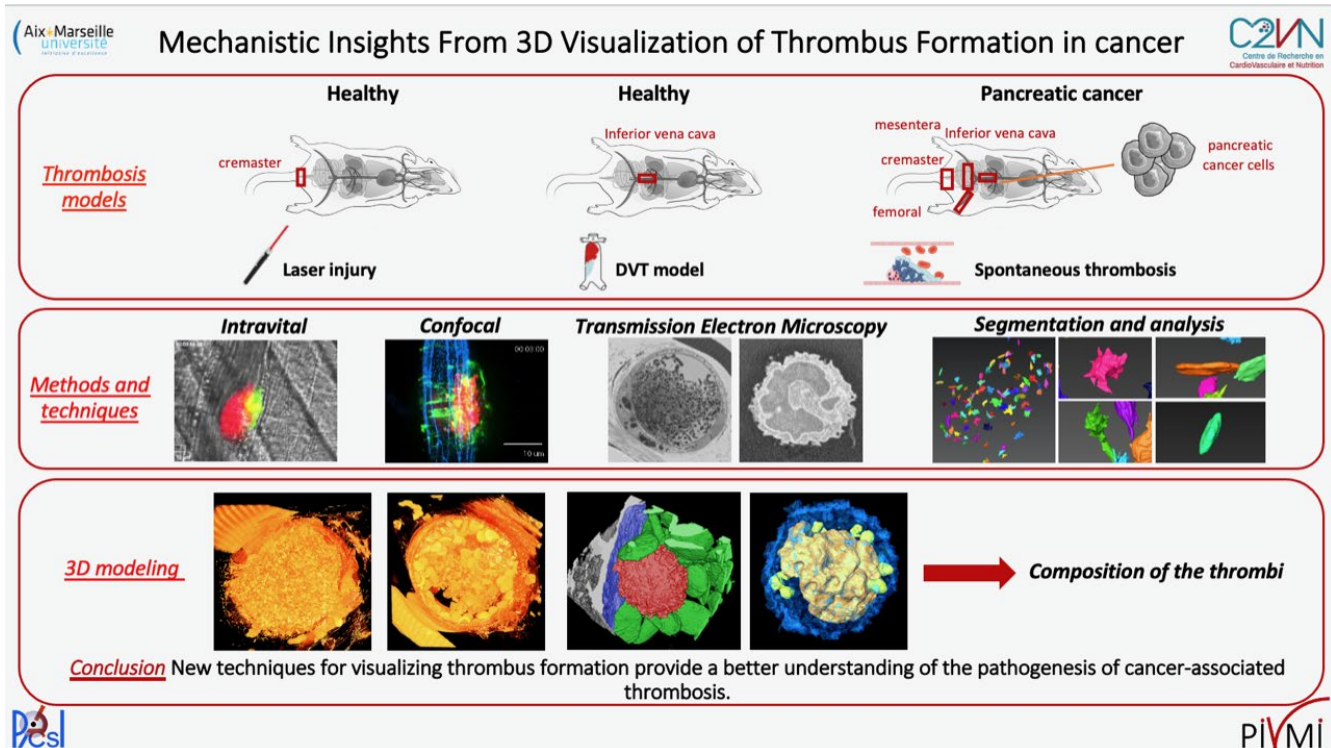 Aix*Marseille
université
Mechanistic Insights From 3D Visualization of Thrombus Formation in cancer
C2VN
Centre de Recherche en
CardioVasculaire et Nutrition
Healthy
Healthy
Pancreatic cancer
Thrombosis
models
cremaster
Inferior vena cava
mesentera
Inferior vena cava
cremaster
femoral
pancreatic
cancer cells
Laser injury
DVT model
Spontaneous thrombosis
Methods and
techniques
Intravital
Confocal
Transmission Electron Microscopy
Segmentation and analysis
00:08:00
10 um
3D modeling
Composition of the thrombi
Conclusion New techniques for visualizing thrombus formation provide a better understanding of the pathogenesis of cancer-associated
thrombosis.
PiVMi